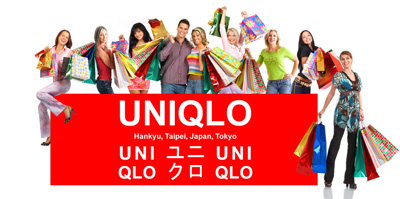 UNIQLO
Hankyu, Taipei, Japan, Tokyo
UNI ユニ UNI
QLO クロ QLO